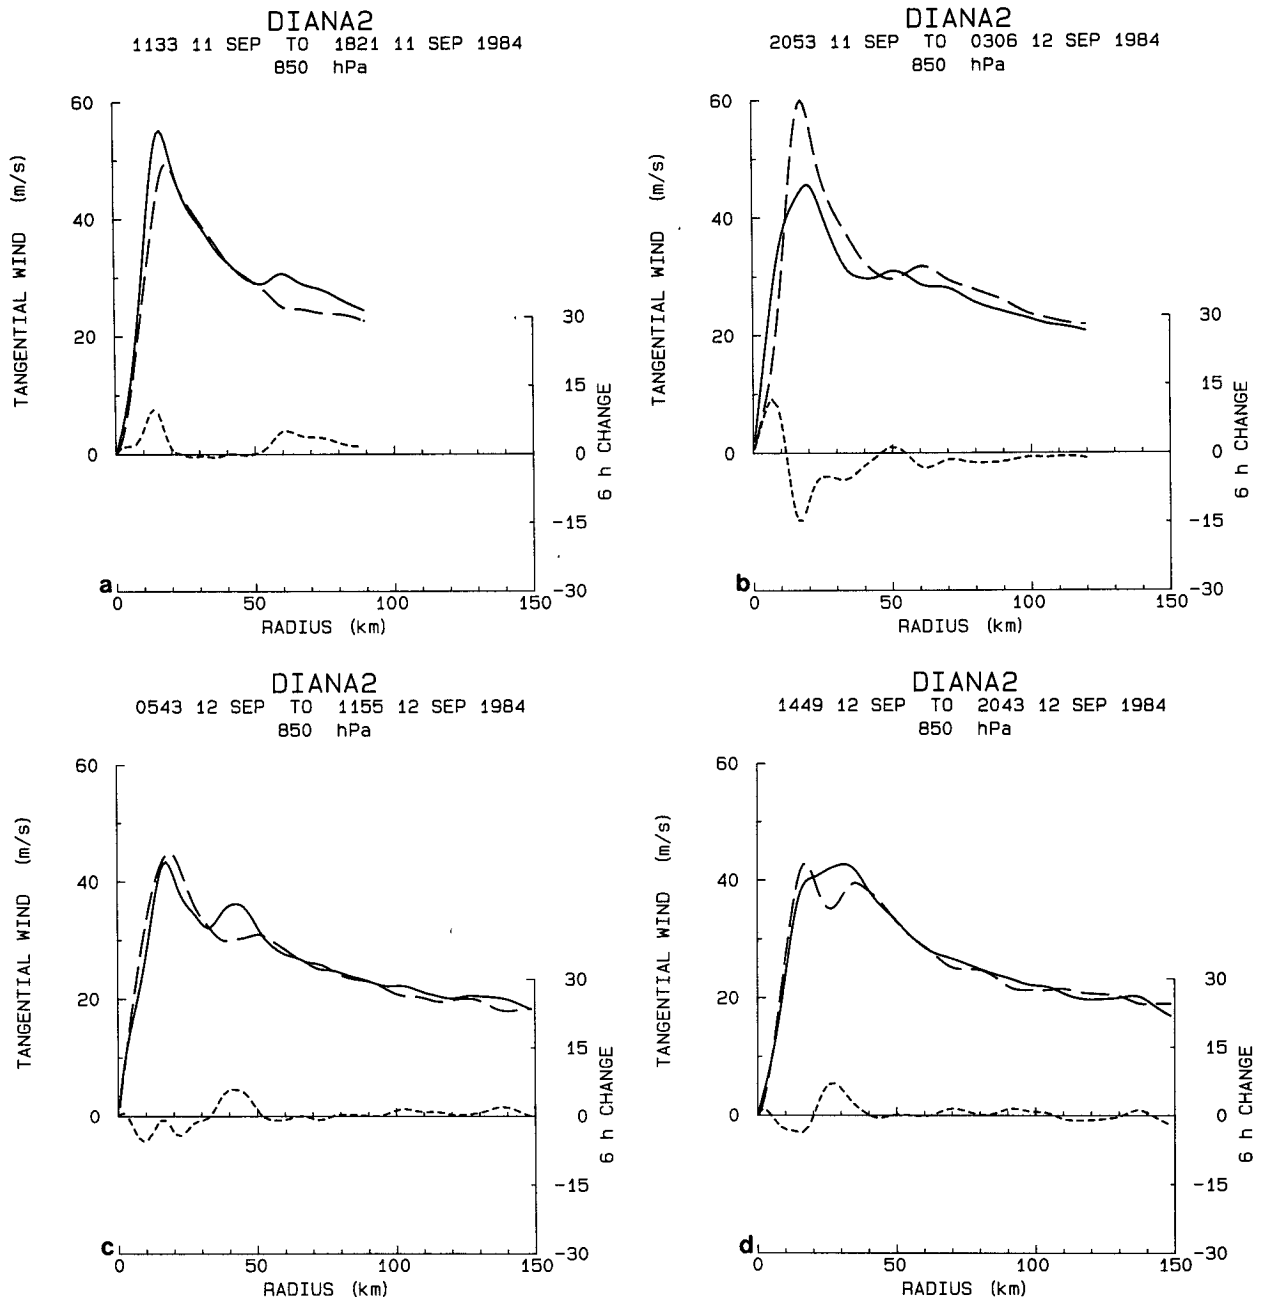 DIANA2
1133 11 SEP TO 1821 11 SEP 1984
850 hPa
TANGENTIAL WIND (m/s)
60
40
20
0
30
15
0
-15
-30
6 h CHANGE
a
0 50 100 150
RADIUS (km)
DIANA2
2053 11 SEP TO 0306 12 SEP 1984
850 hPa
TANGENTIAL WIND (m/s)
60
40
20
0
30
15
0
-15
-30
6 h CHANGE
b
0 50 100 150
RADIUS (km)
DIANA2
0543 12 SEP TO 1155 12 SEP 1984
850 hPa
TANGENTIAL WIND (m/s)
60
40
20
0
30
15
0
-15
-30
6 h CHANGE
c
0 50 100 150
RADIUS (km)
DIANA2
1449 12 SEP TO 2043 12 SEP 1984
850 hPa
TANGENTIAL WIND (m/s)
60
40
20
0
30
15
0
-15
-30
6 h CHANGE
d
0 50 100 150
RADIUS (km)